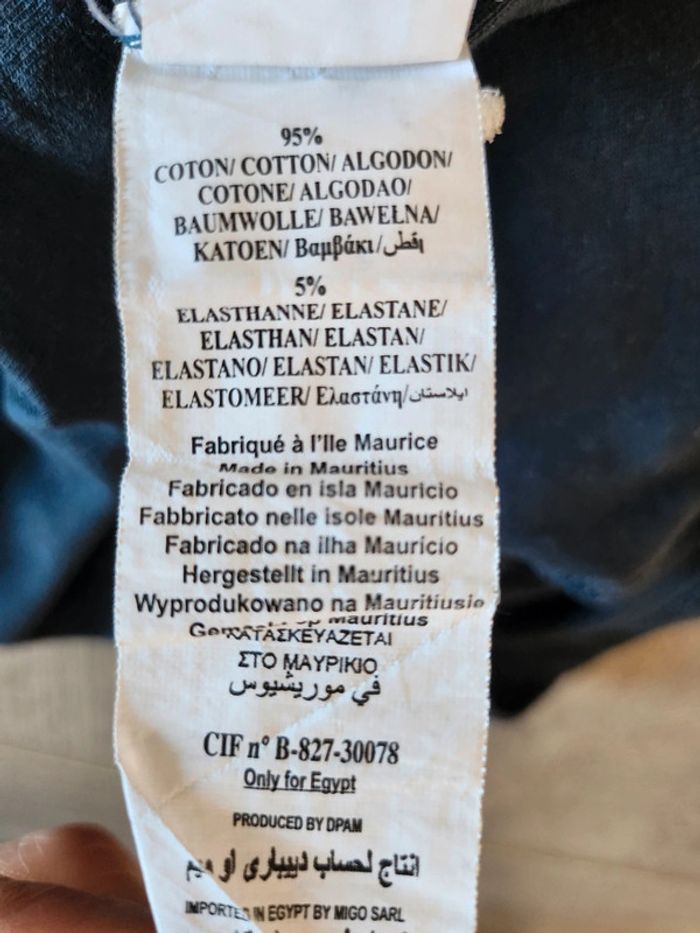 95%
COTON/ COTTON/ ALGODON/
COTONE/ ALGODAO/
BAUMWOLLE/ BAWEŁNA/
KATOEN/ Βαμβάκι/قطن
5%
ELASTHANNE/ ELASTANE/
ELASTHAN/ ELASTAN/
ELASTANO/ ELASTAN/ ELASTIK/
ELASTOMEER/ Ελαστάνη/ايلاستان
Fabriqué à l'Ile Maurice
Made in Mauritius
Fabricado en isla Mauricio
Fabbricato nelle isole Mauritius
Fabricado na ilha Maurício
Hergestellt in Mauritius
Wyprodukowano na Mauritiusie
op Mauritius
ΚΑΤΑΣΚΕΥΑΖΕΤΑΙ
ΣΤΟ ΜΑΥΡΙΚΙΟ
في موريشيوس
CIF n° B-827-30078
Only for Egypt
PRODUCED BY DPAM
انتاج لحساب ديباري او ميم
IMPORTED IN EGYPT BY MIGO SARL